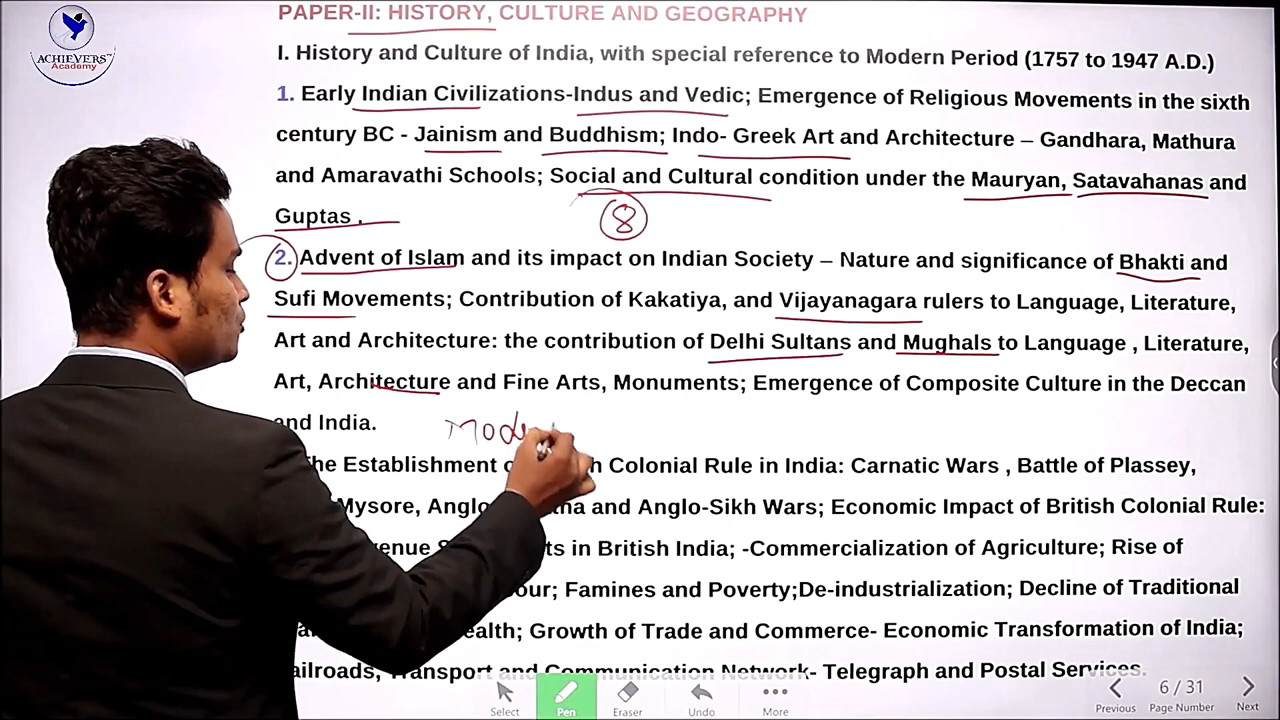 ACHIEVERS™
Academy
PAPER-II: HISTORY, CULTURE AND GEOGRAPHY
I. History and Culture of India, with special reference to Modern Period (1757 to 1947 A.D.)
1. Early Indian Civilizations-Indus and Vedic; Emergence of Religious Movements in the sixth
century BC - Jainism and Buddhism; Indo- Greek Art and Architecture – Gandhara, Mathura
and Amaravathi Schools; Social and Cultural condition under the Mauryan, Satavahanas and
Guptas .
8
2. Advent of Islam and its impact on Indian Society – Nature and significance of Bhakti and
Sufi Movements; Contribution of Kakatiya, and Vijayanagara rulers to Language, Literature,
Art and Architecture: the contribution of Delhi Sultans and Mughals to Language , Literature,
Art, Architecture and Fine Arts, Monuments; Emergence of Composite Culture in the Deccan
and India.
The Establishment Colonial Rule in India: Carnatic Wars , Battle of Plassey,
Mysore, Anglo and Anglo-Sikh Wars; Economic Impact of British Colonial Rule:
in British India; -Commercialization of Agriculture; Rise of
Famines and Poverty;De-industrialization; Decline of Traditional
Growth of Trade and Commerce- Economic Transformation of India;
Transport and Communication Network- Telegraph and Postal Services.
Select Pen Eraser Undo More Previous 6 / 31 Page Number Next